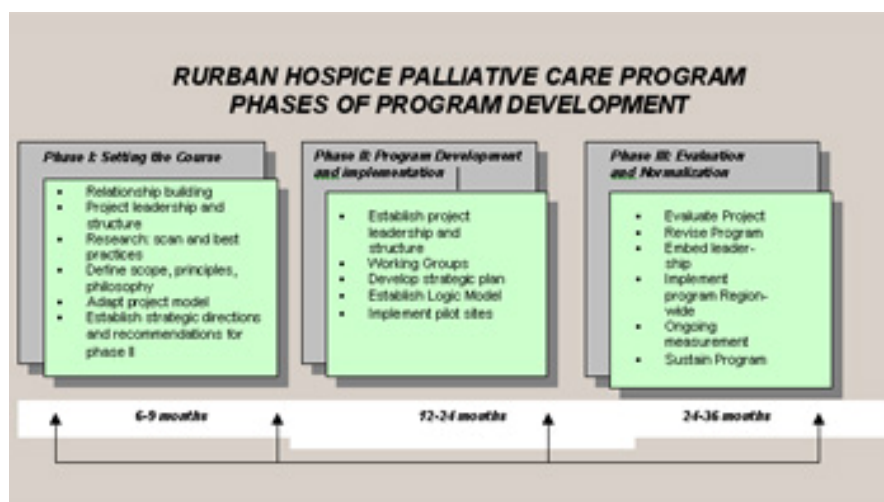 RURBAN HOSPICE PALLIATIVE CARE PROGRAM
PHASES OF PROGRAM DEVELOPMENT
Phase I: Setting the Course
• Relationship building
• Project leadership and
structure
• Research: scan and best
practices
• Define scope, principles,
philosophy
• Adapt project model
• Establish strategic directions
and recommendations for
phase II
6-9 months
Phase II: Program Development
and implementation
• Establish project
leadership and
structure
• Working Groups
• Develop strategic plan
• Establish Logic Model
• Implement pilot sites
12-24 months
Phase III: Evaluation
and Normalization
• Evaluate Project
• Revise Program
• Embed leader-
ship
• Implement
program Region-
wide
• Ongoing
measurement
• Sustain Program
24-36 months